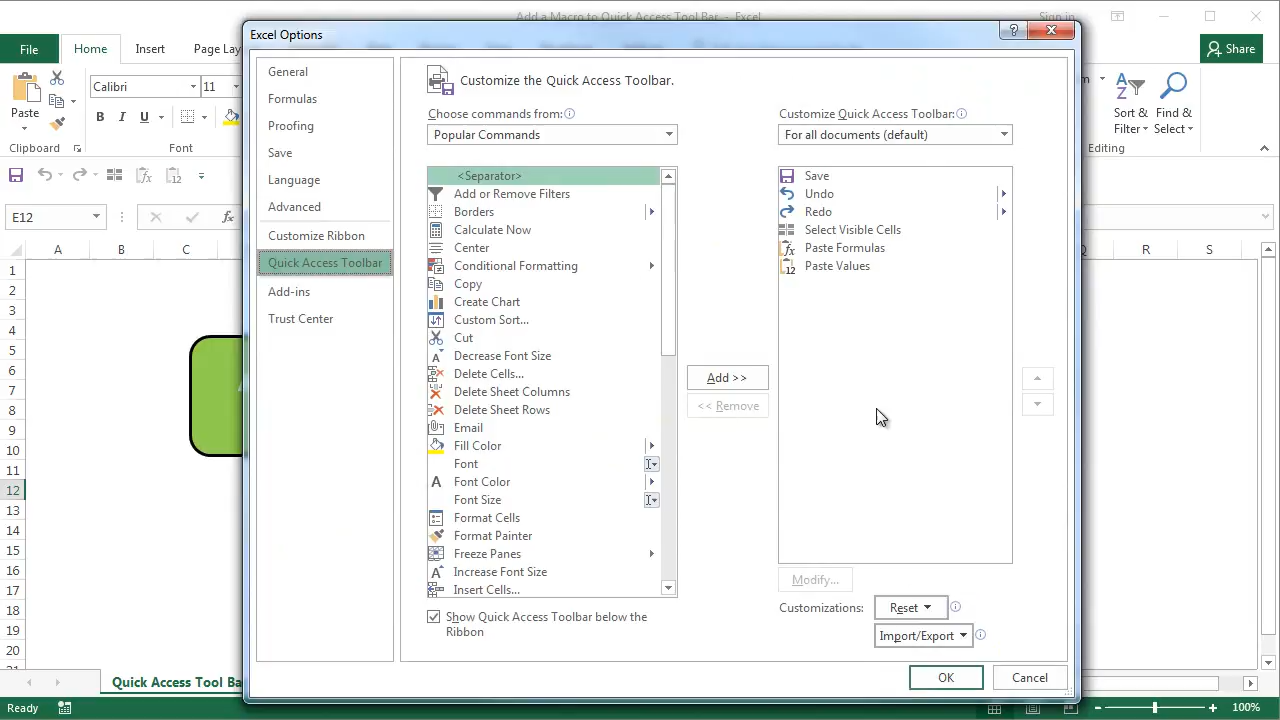 Add a Macro to Quick Access Tool Bar - Excel
Sign in
Excel Options
File
Home
Insert
Page Lay
Share
Calibri
11
Paste
B I U
Sort &
Filter
Find &
Select
Clipboard
Font
Editing
E12
fx
A B C
R S
1
2
3
4
5
6
7
8
9
10
11
12
13
14
15
16
17
18
19
20
General
Formulas
Proofing
Save
Language
Advanced
Customize Ribbon
Quick Access Toolbar
Add-ins
Trust Center
Customize the Quick Access Toolbar.
Choose commands from:
Popular Commands
<Separator>
Add or Remove Filters
Borders
Calculate Now
Center
Conditional Formatting
Copy
Create Chart
Custom Sort...
Cut
Decrease Font Size
Delete Cells...
Delete Sheet Columns
Delete Sheet Rows
Email
Fill Color
Font
Font Color
Font Size
Format Cells
Format Painter
Freeze Panes
Increase Font Size
Insert Cells...
Show Quick Access Toolbar below the
Ribbon
Add >>
<< Remove
Customize Quick Access Toolbar:
For all documents (default)
Save
Undo
Redo
Select Visible Cells
Paste Formulas
Paste Values
Modify...
Customizations:
Reset
Import/Export
OK
Cancel
Quick Access Tool Ba
Ready
100%